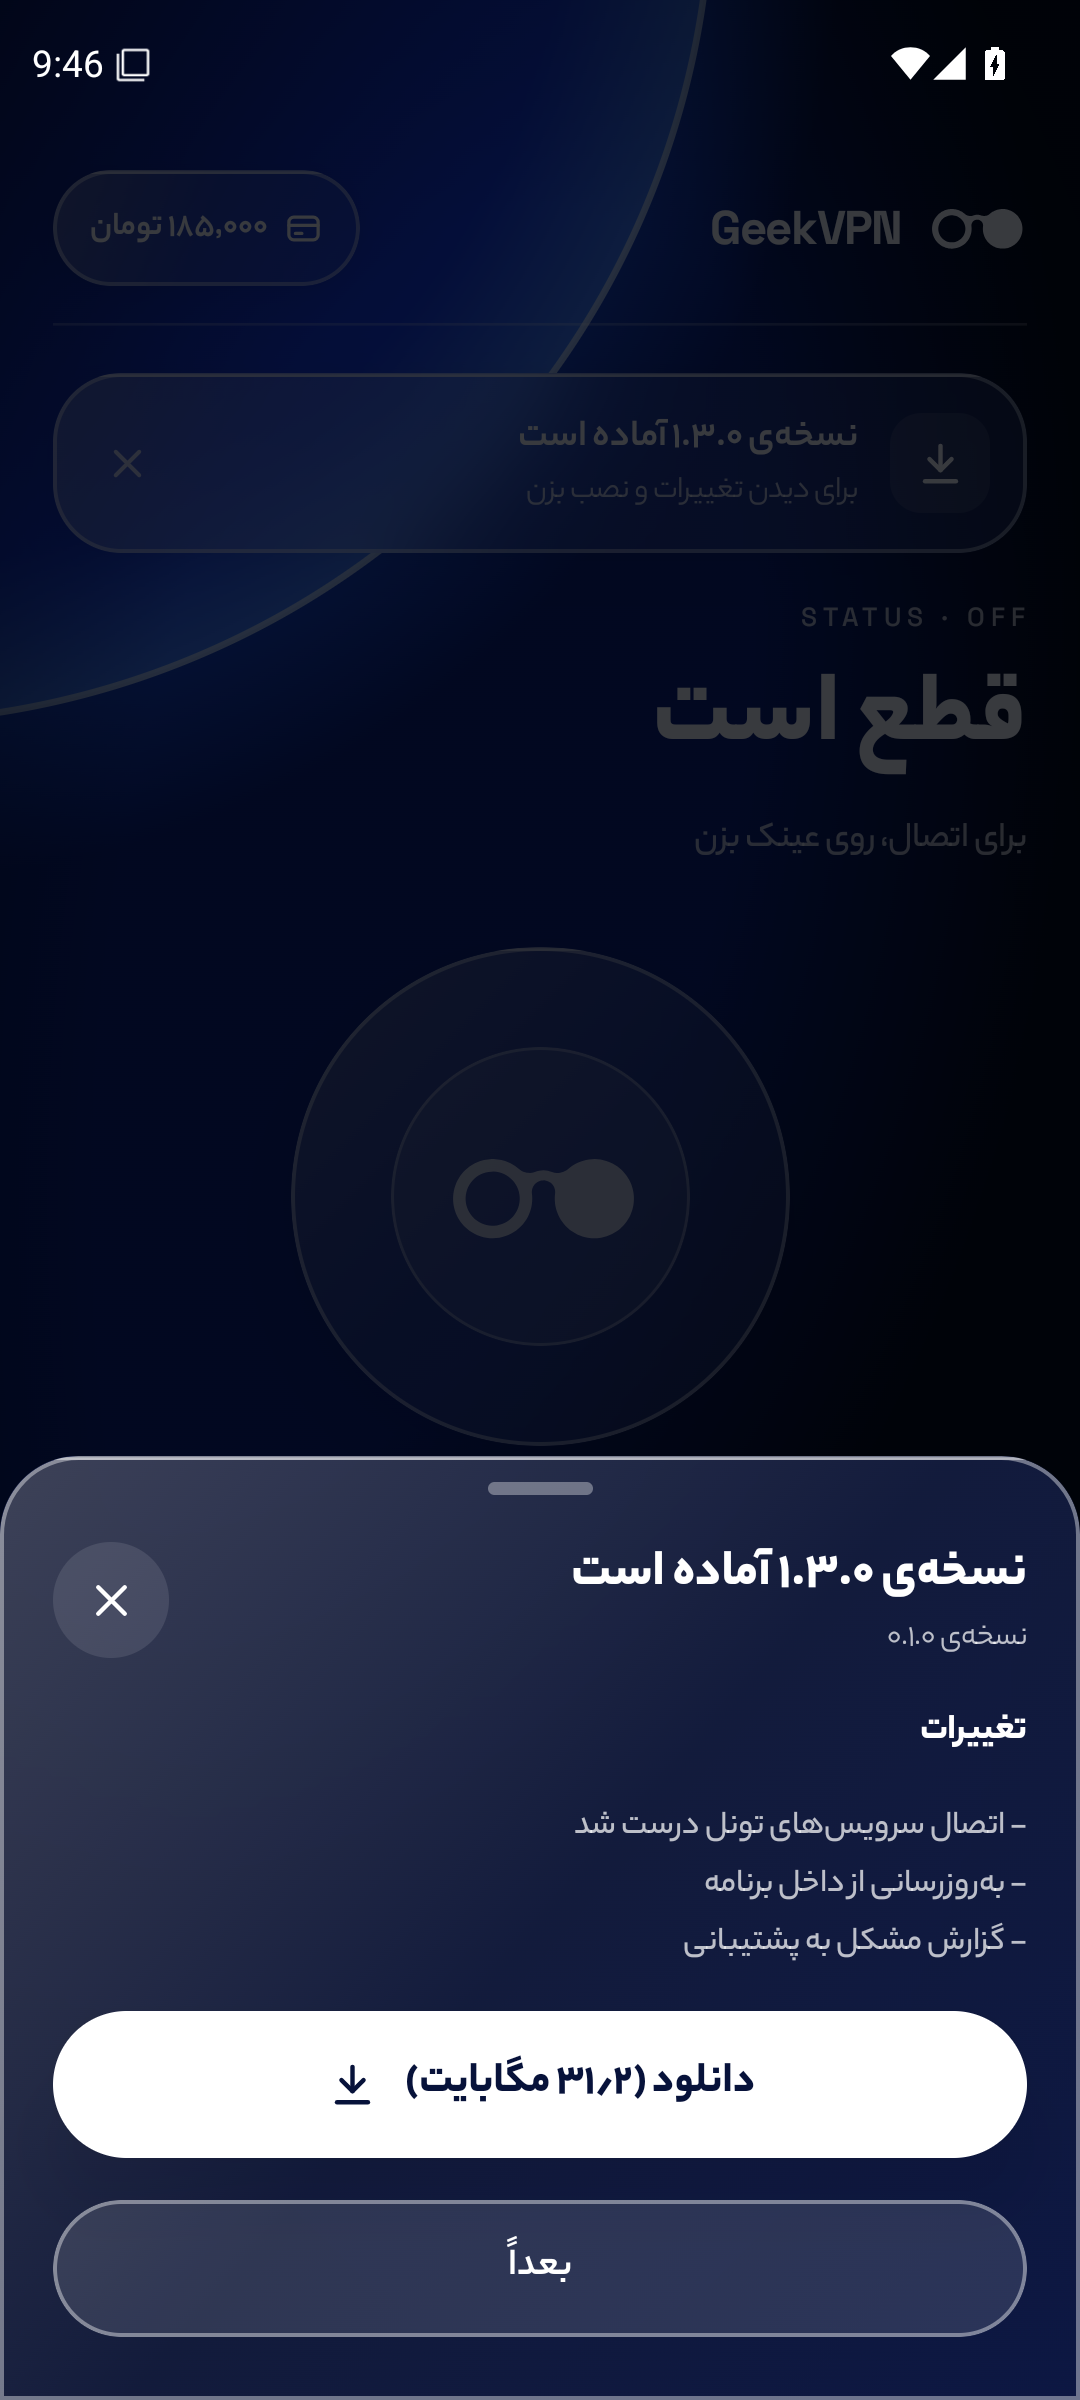 9:46
GeekVPN
۱۸۵,۰۰۰ تومان
نسخه‌ی ۱.۳.۰ آماده است
برای دیدن تغییرات و نصب بزن
STATUS · OFF
قطع است
برای اتصال، روی عینک بزن
نسخه‌ی ۱.۳.۰ آماده است
نسخه‌ی ۰.۱.۰
تغییرات
- اتصال سرویس‌های تونل درست شد
- به‌روزرسانی از داخل برنامه
- گزارش مشکل به پشتیبانی
دانلود (۳۱٫۲ مگابایت)
بعداً